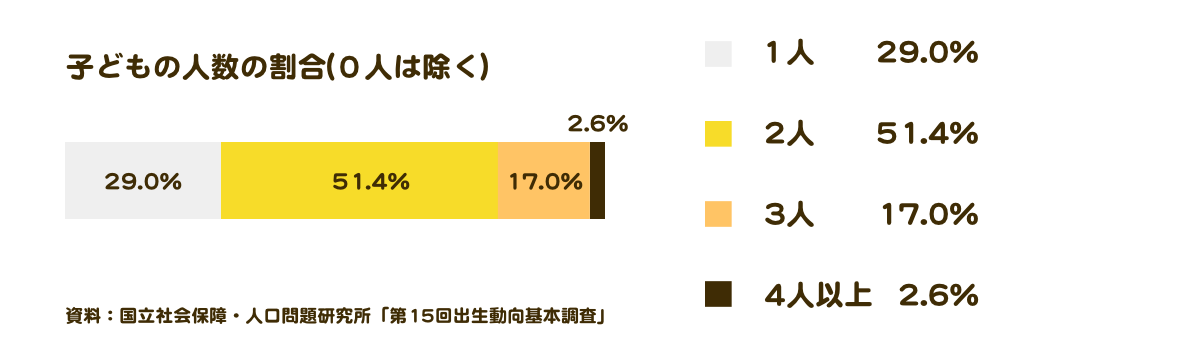 子どもの人数の割合(0人は除く)
2.6%
29.0%
51.4%
17.0%
1人 29.0%
2人 51.4%
3人 17.0%
4人以上 2.6%
資料：国立社会保障・人口問題研究所「第15回出生動向基本調査」